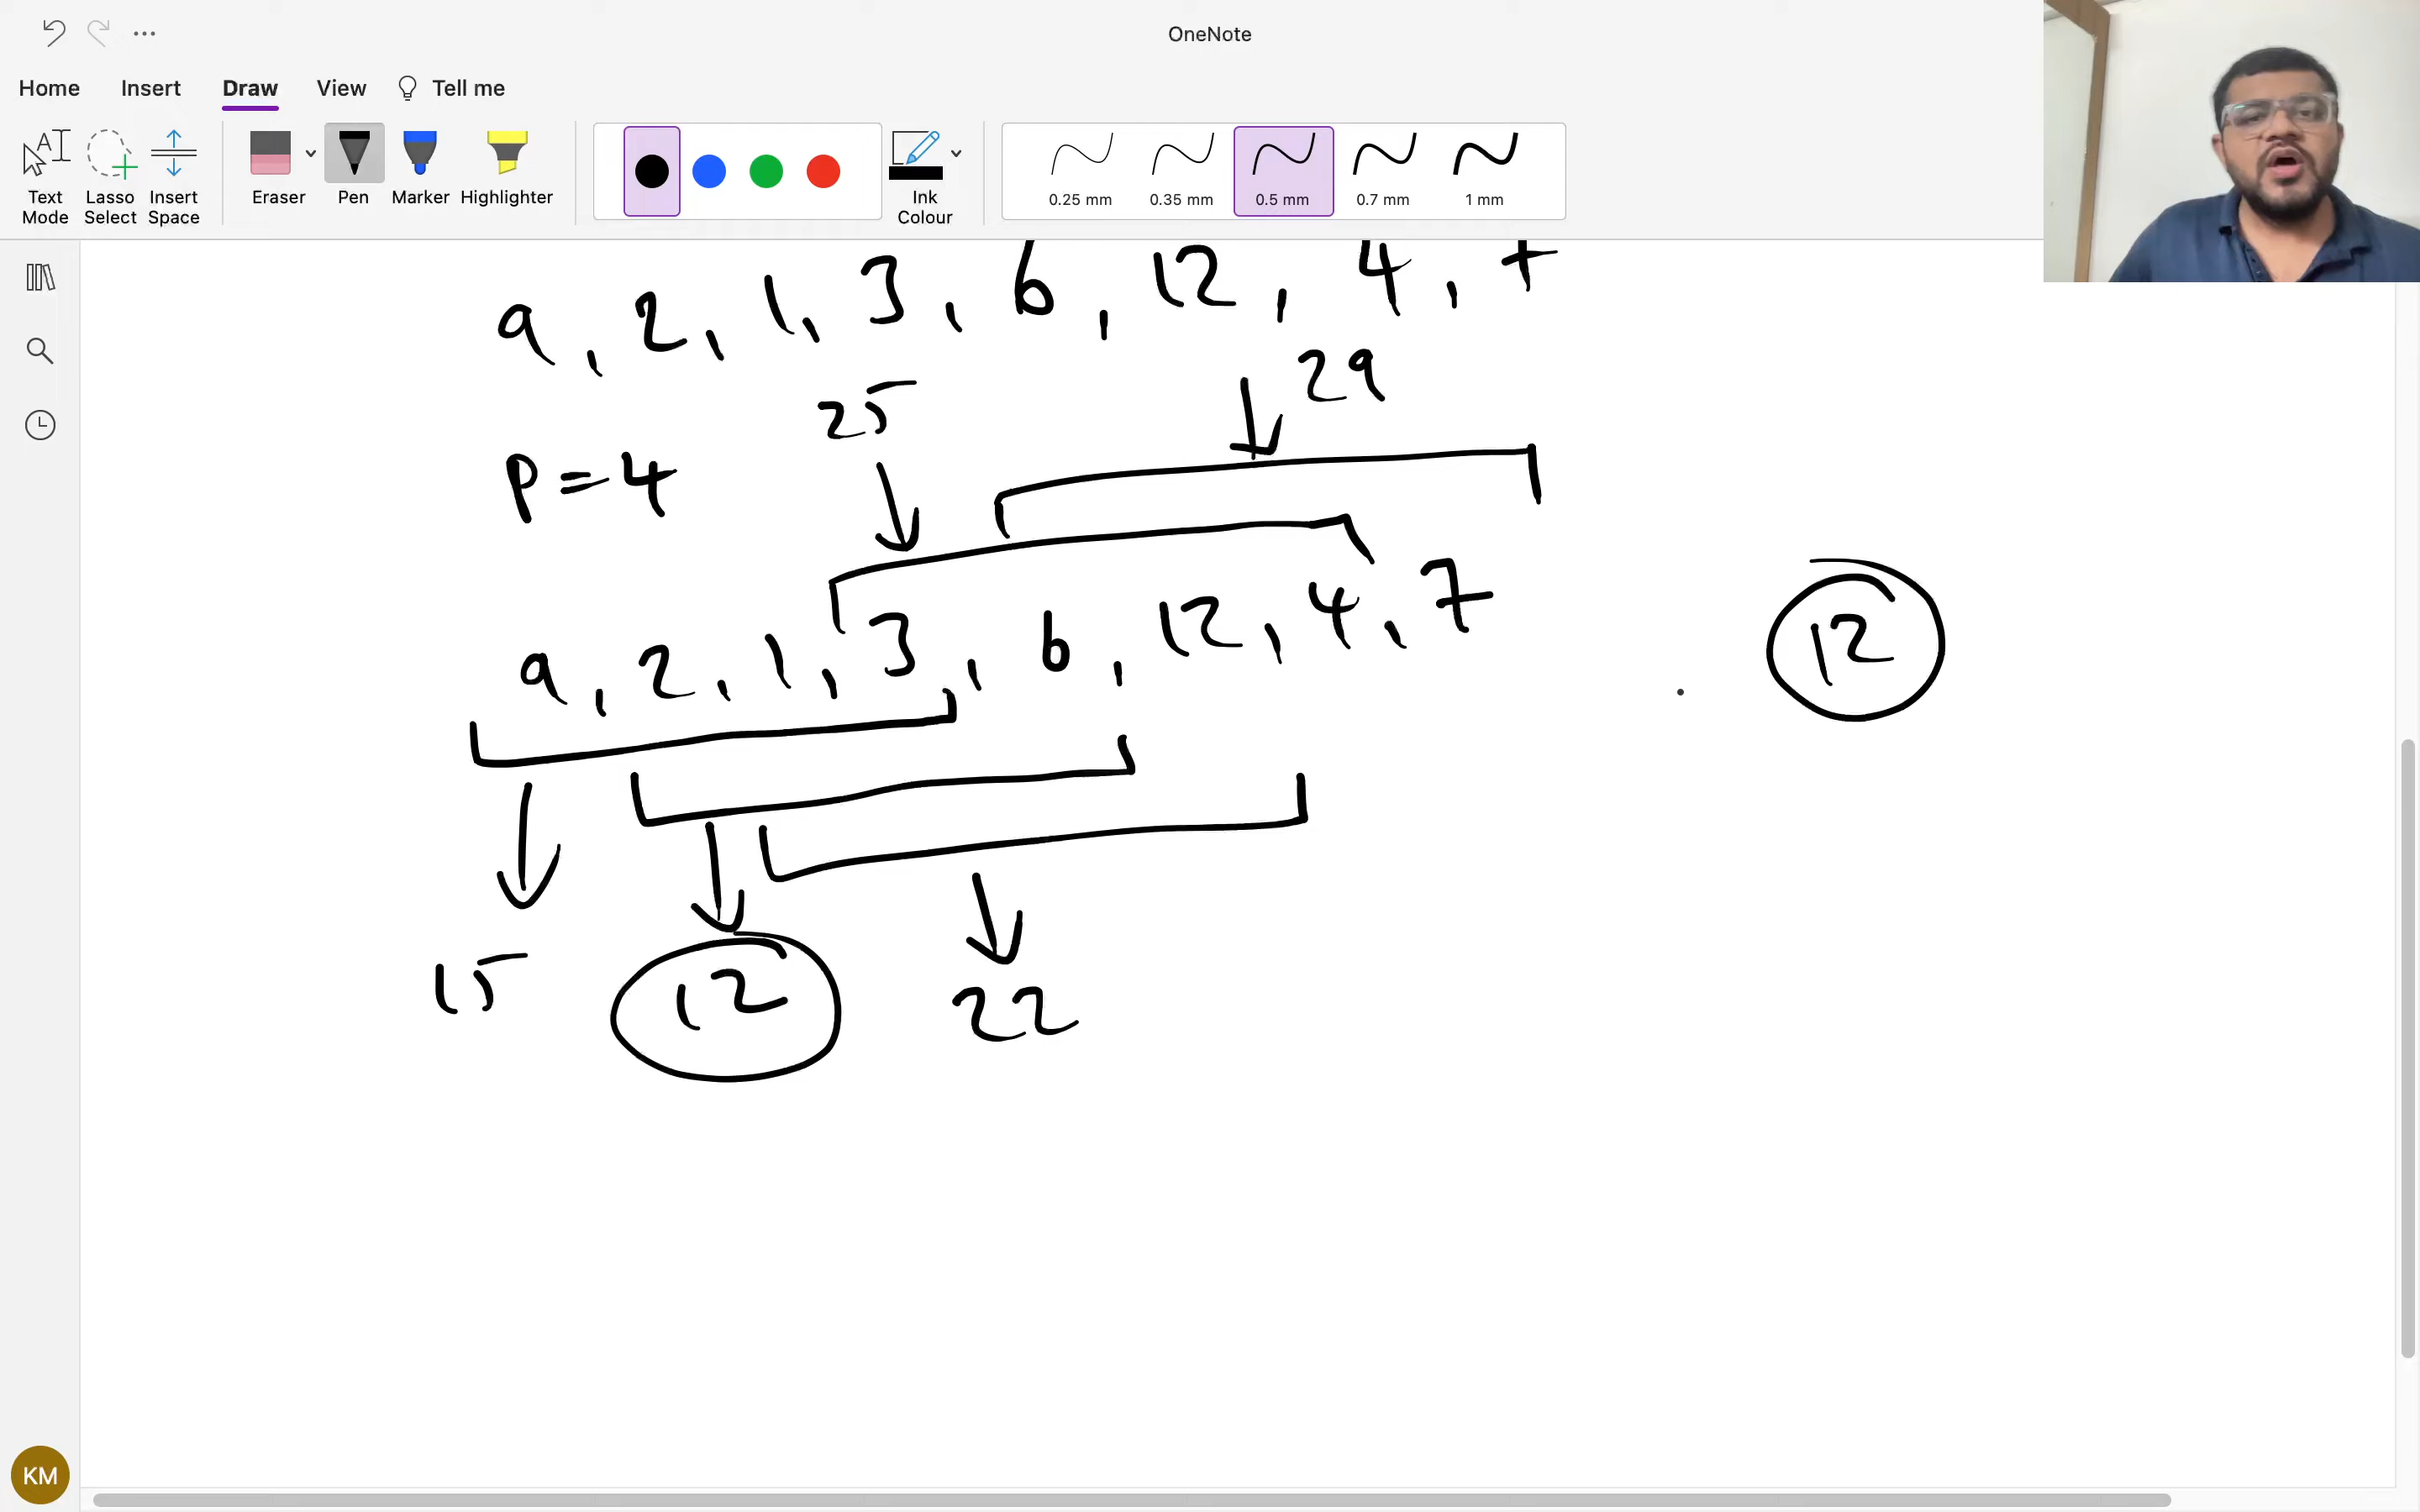 OneNote
Home Insert Draw View Tell me
Text Mode Lasso Select Insert Space Eraser Pen Marker Highlighter Ink Colour 0.25 mm 0.35 mm 0.5 mm 0.7 mm 1 mm
9, 2, 1, 3, 6, 12, 4, 7
25 29
P=4
9, 2, 1, 3, 6, 12, 4, 7
12
15 12 22
KM